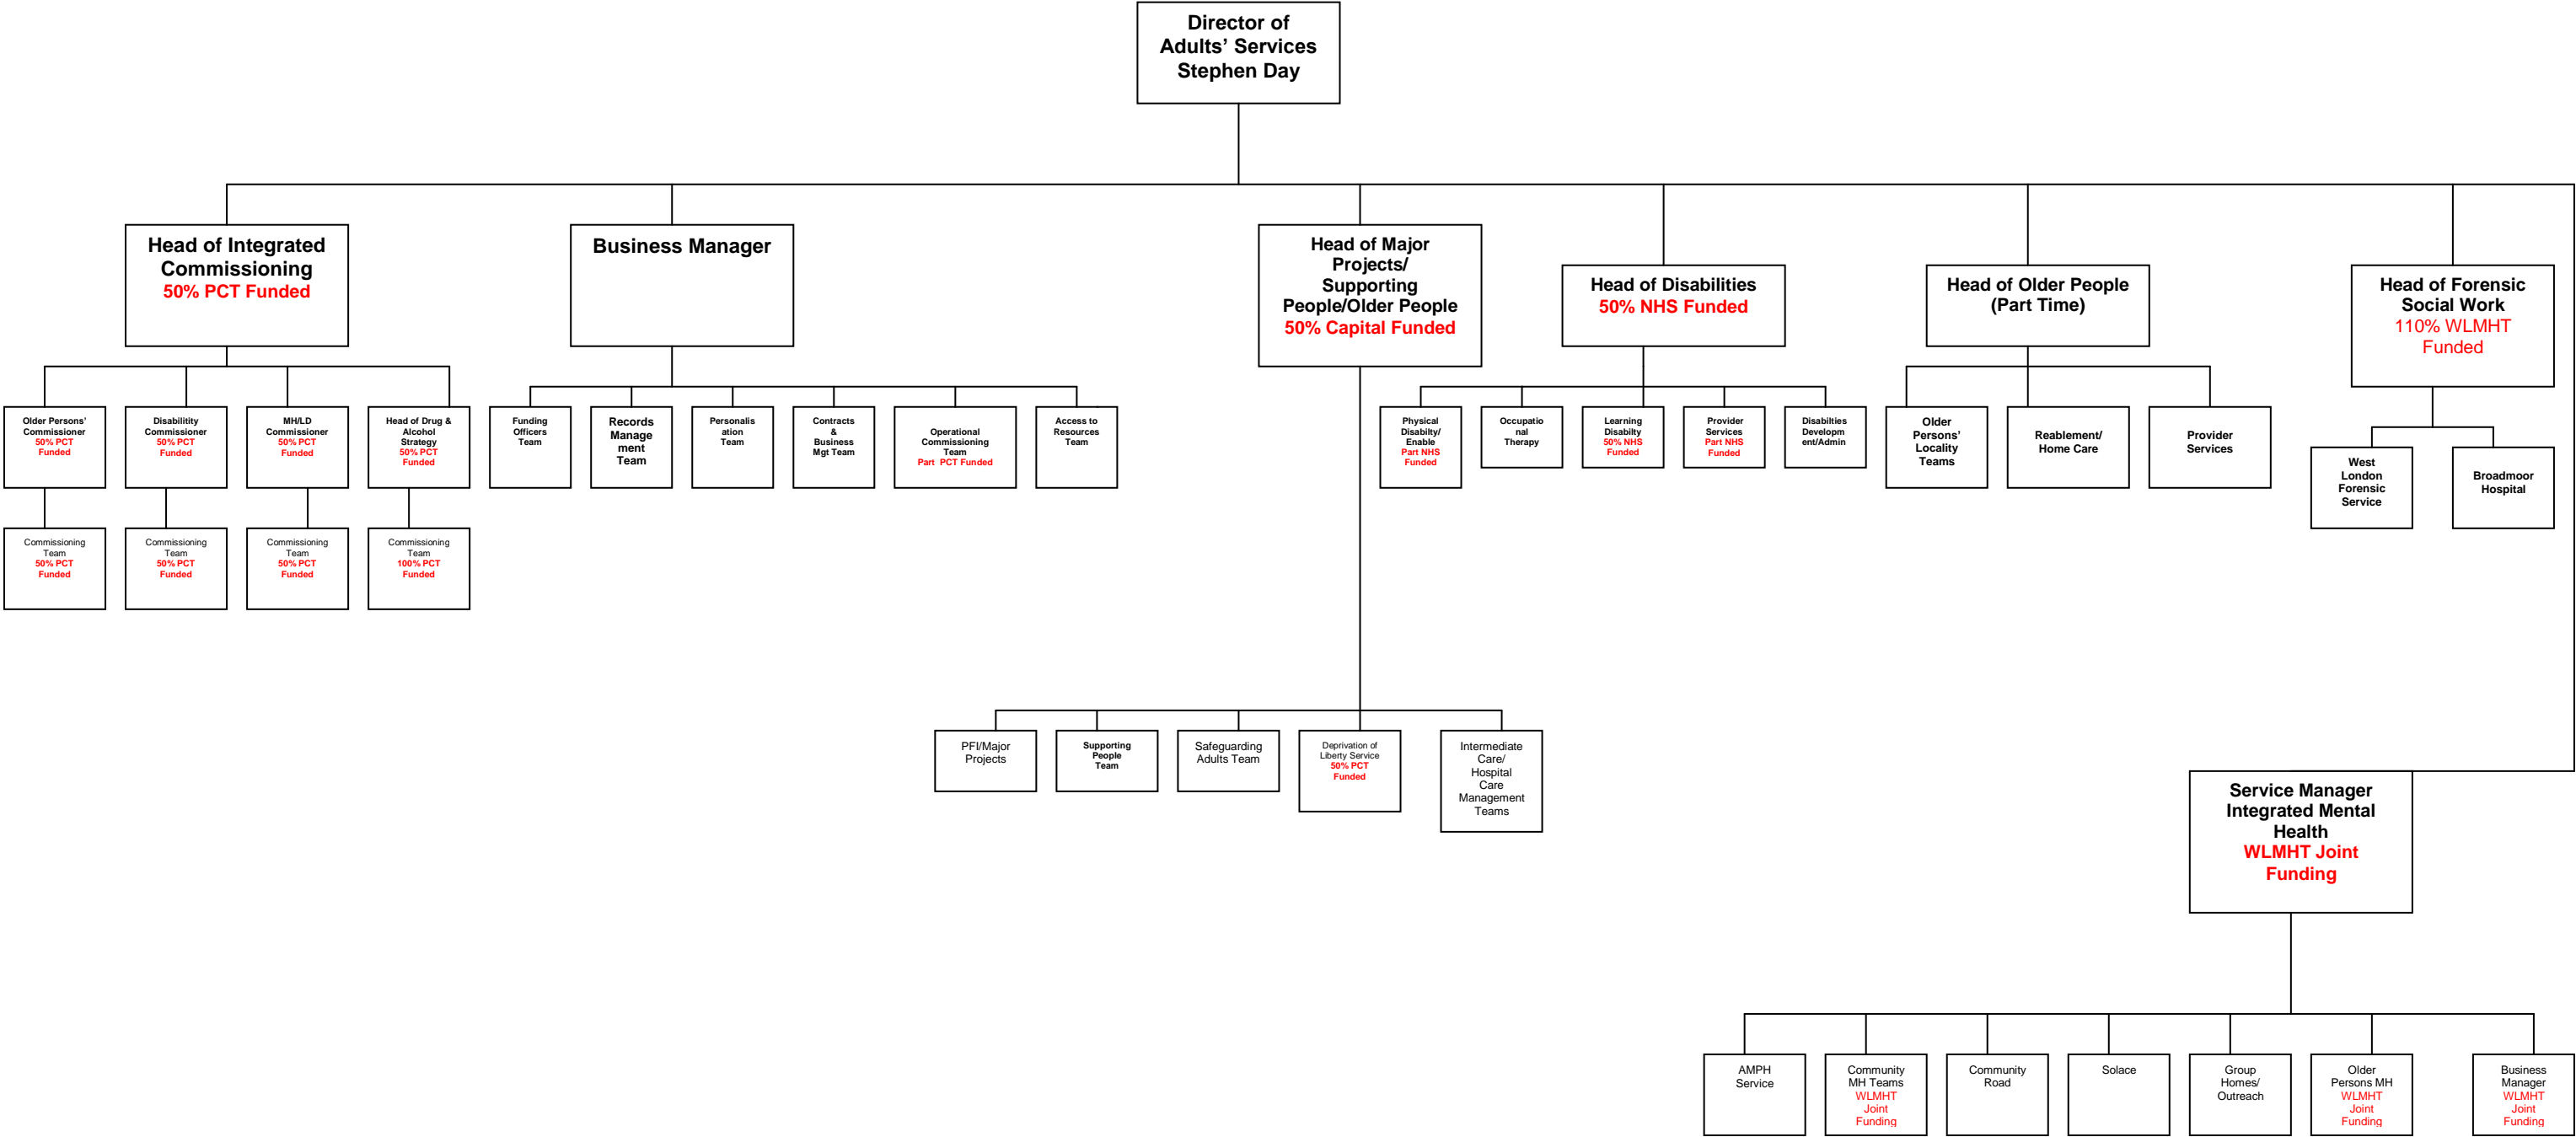 Director of
Adults' Services
Stephen Day
Head of Integrated
Commissioning
50% PCT Funded
Business Manager
Head of Major
Projects/
Supporting
People/Older People
50% Capital Funded
Head of Disabilities
50% NHS Funded
Head of Older People
(Part Time)
Head of Forensic
Social Work
110% WLMHT
Funded
Older Persons'
Commissioner
50% PCT
Funded
Disabilitity
Commissioner
50% PCT
Funded
MH/LD
Commissioner
50% PCT
Funded
Head of Drug &
Alcohol
Strategy
50% PCT
Funded
Funding
Officers
Team
Records
Manage
ment
Team
Personalis
ation
Team
Contracts
&
Business
Mgt Team
Operational
Commissioning
Team
Part PCT Funded
Access to
Resources
Team
Physical
Disabilty/
Enable
Part NHS
Funded
Occupatio
nal
Therapy
Learning
Disabilty
50% NHS
Funded
Provider
Services
Part NHS
Funded
Disabilties
Developm
ent/Admin
Older
Persons'
Locality
Teams
Reablement/
Home Care
Provider
Services
West
London
Forensic
Service
Broadmoor
Hospital
Commissioning
Team
50% PCT
Funded
Commissioning
Team
50% PCT
Funded
Commissioning
Team
50% PCT
Funded
Commissioning
Team
100% PCT
Funded
PFI/Major
Projects
Supporting
People
Team
Safeguarding
Adults Team
Deprivation of
Liberty Service
50% PCT
Funded
Intermediate
Care/
Hospital
Care
Management
Teams
Service Manager
Integrated Mental
Health
WLMHT Joint
Funding
AMPH
Service
Community
MH Teams
WLMHT
Joint
Funding
Community
Road
Solace
Group
Homes/
Outreach
Older
Persons MH
WLMHT
Joint
Funding
Business
Manager
WLMHT
Joint
Funding